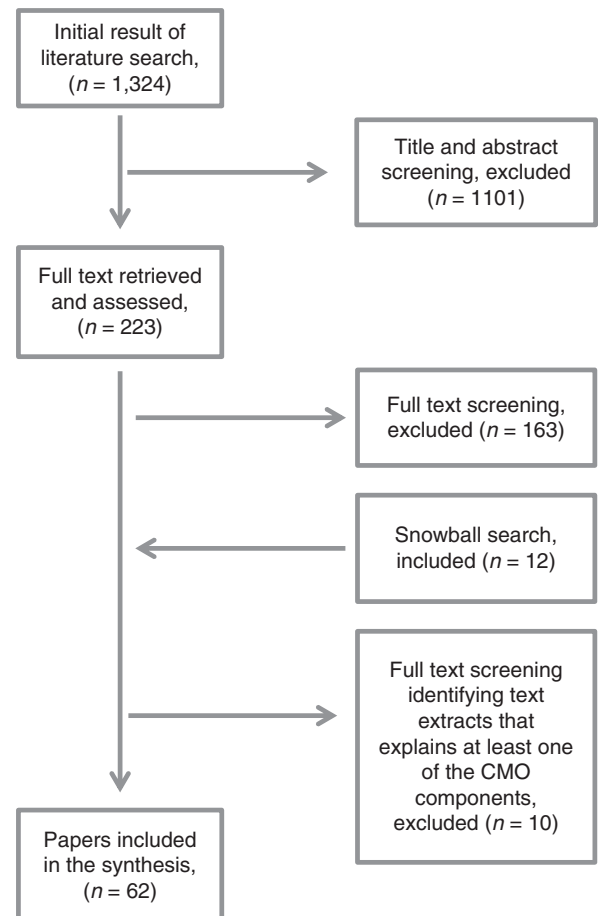 Initial result of
literature search,
(n = 1,324)
Title and abstract
screening, excluded
(n = 1101)
Full text retrieved
and assessed,
(n = 223)
Full text screening,
excluded (n = 163)
Snowball search,
included (n = 12)
Full text screening
identifying text
extracts that
explains at least one
of the CMO
components,
excluded (n = 10)
Papers included
in the synthesis,
(n = 62)